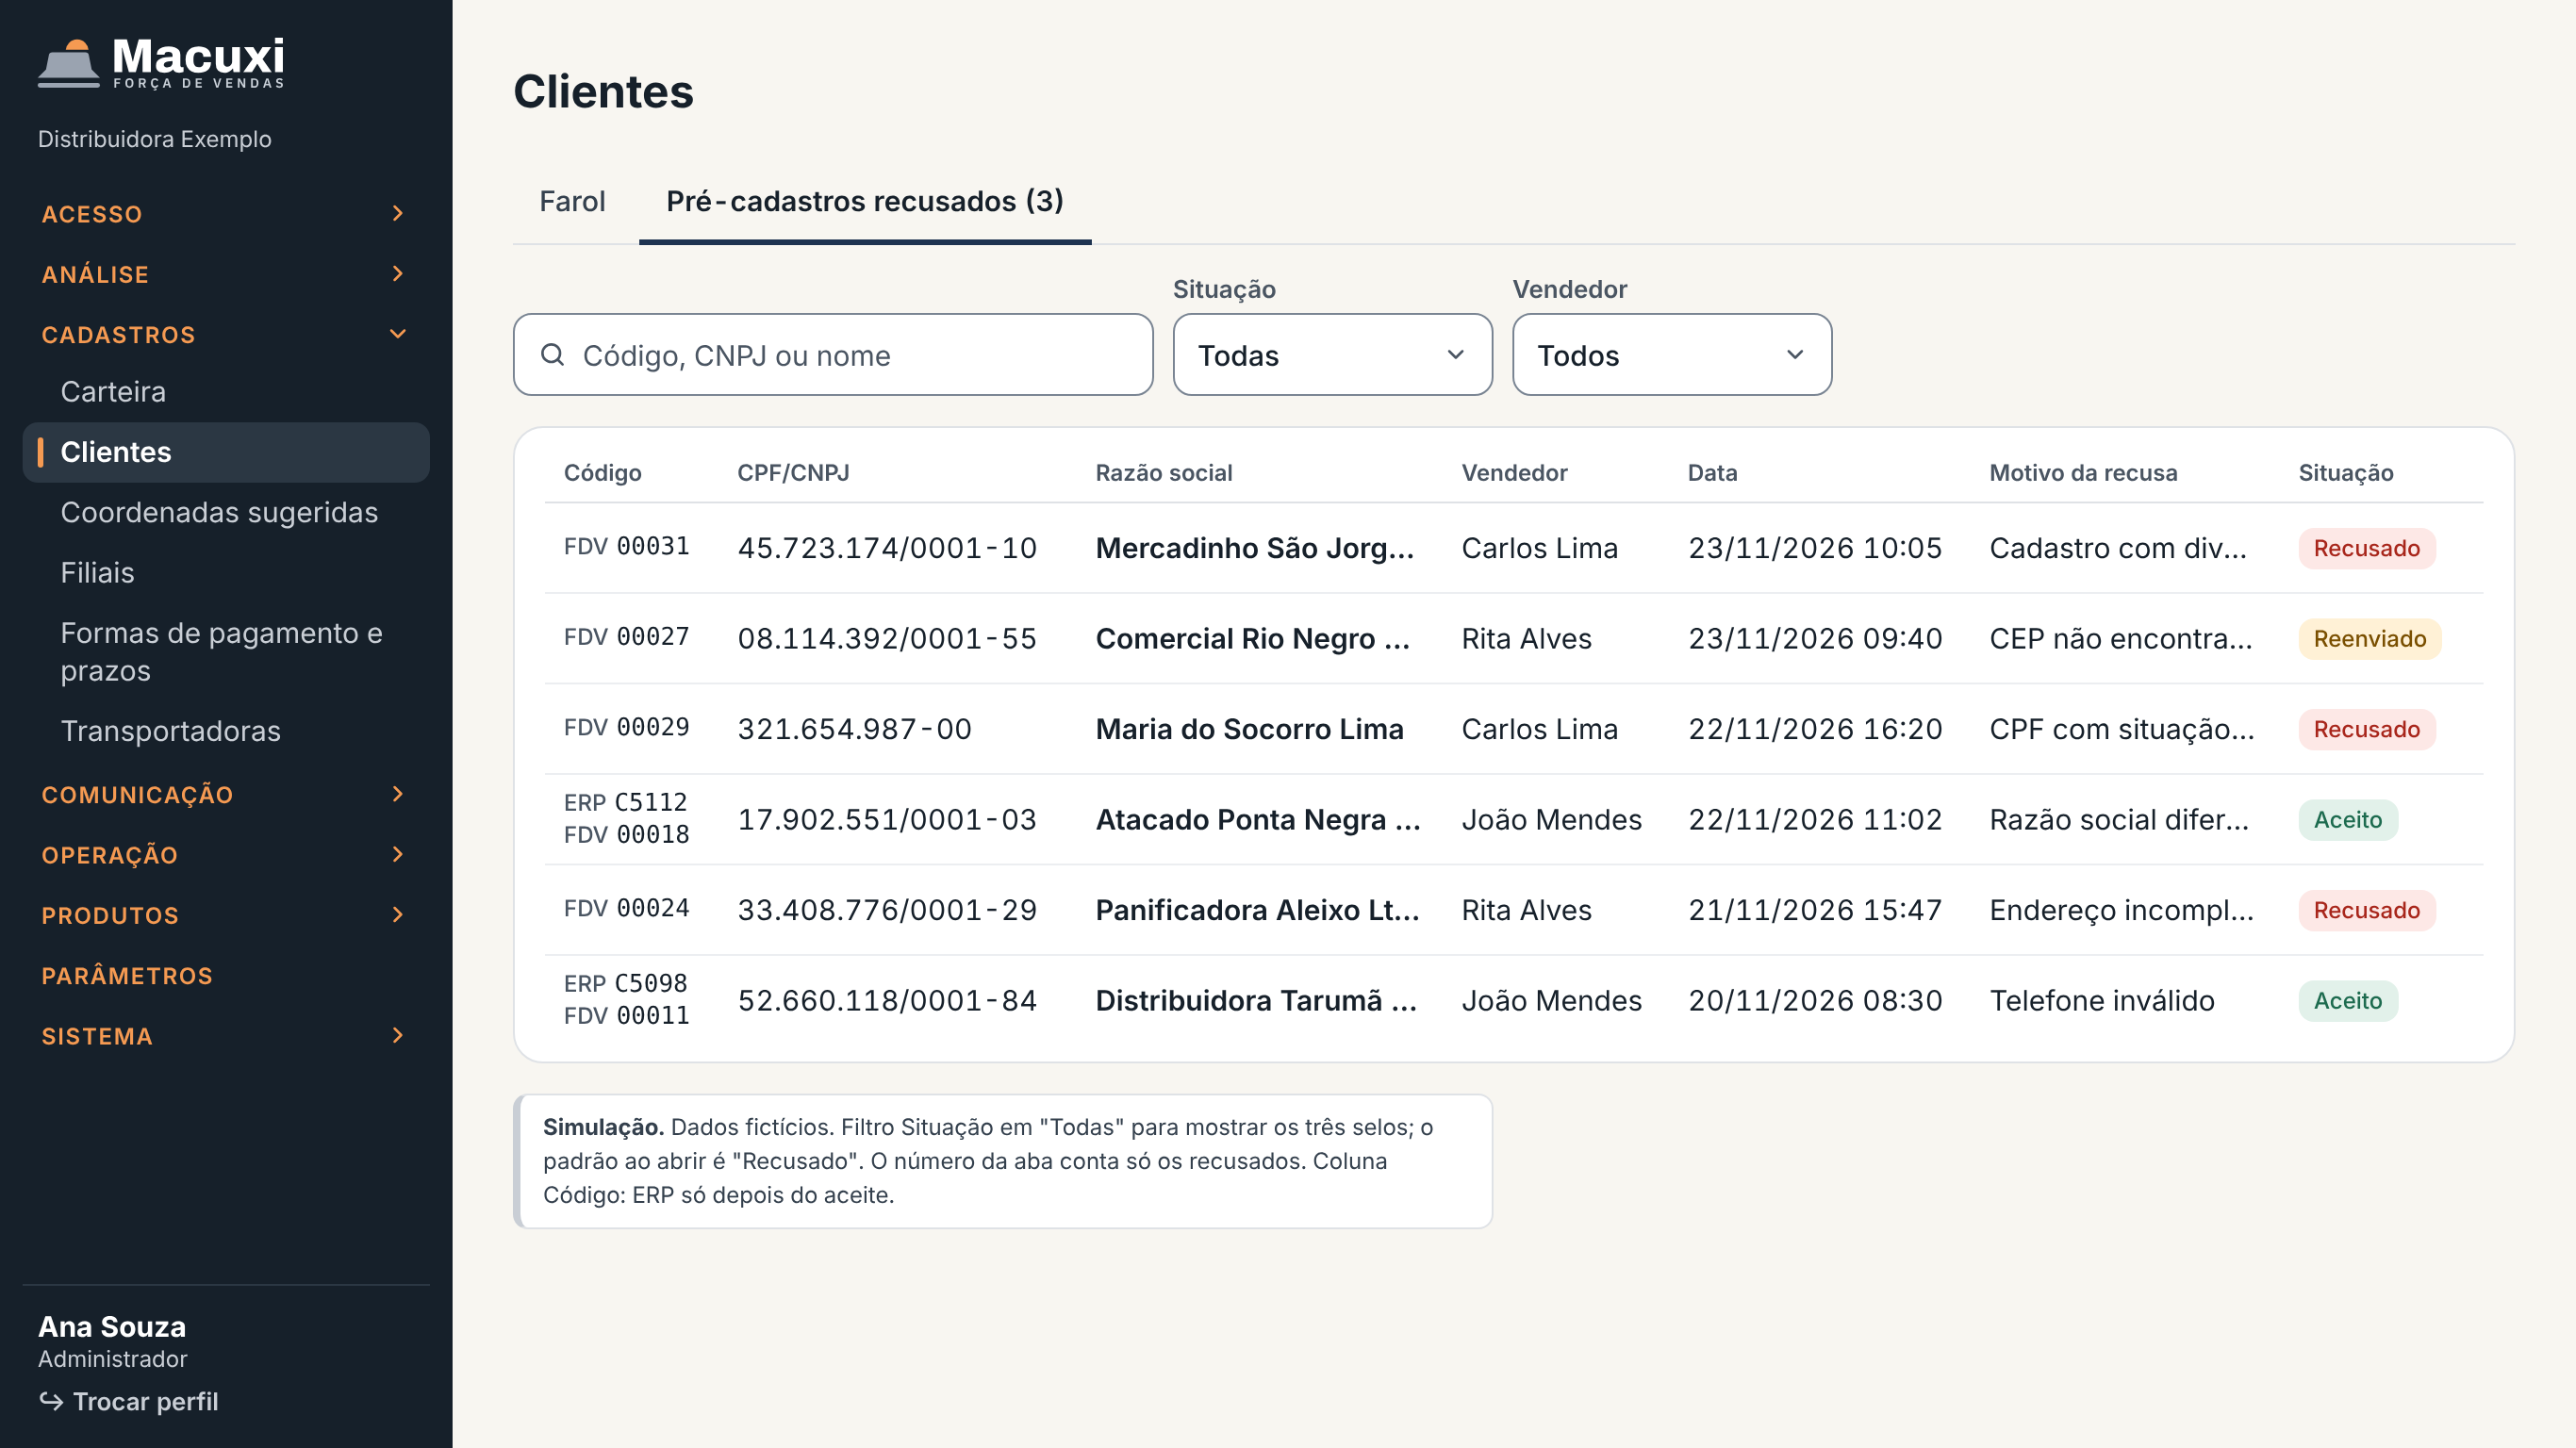 Macuxi
FORÇA DE VENDAS
Distribuidora Exemplo
ACESSO
ANÁLISE
CADASTROS
Carteira
Clientes
Coordenadas sugeridas
Filiais
Formas de pagamento e
prazos
Transportadoras
COMUNICAÇÃO
OPERAÇÃO
PRODUTOS
PARÂMETROS
SISTEMA
Ana Souza
Administrador
Trocar perfil
Clientes
Farol Pré-cadastros recusados (3)
Situação Vendedor
Código, CNPJ ou nome Todas Todos
Código CPF/CNPJ Razão social Vendedor Data Motivo da recusa Situação
FDV 00031 45.723.174/0001-10 Mercadinho São Jorg... Carlos Lima 23/11/2026 10:05 Cadastro com div... Recusado
FDV 00027 08.114.392/0001-55 Comercial Rio Negro ... Rita Alves 23/11/2026 09:40 CEP não encontra... Reenviado
FDV 00029 321.654.987-00 Maria do Socorro Lima Carlos Lima 22/11/2026 16:20 CPF com situação... Recusado
ERP C5112
FDV 00018 17.902.551/0001-03 Atacado Ponta Negra ... João Mendes 22/11/2026 11:02 Razão social difer... Aceito
FDV 00024 33.408.776/0001-29 Panificadora Aleixo Lt... Rita Alves 21/11/2026 15:47 Endereço incompl... Recusado
ERP C5098
FDV 00011 52.660.118/0001-84 Distribuidora Tarumã ... João Mendes 20/11/2026 08:30 Telefone inválido Aceito
Simulação. Dados fictícios. Filtro Situação em "Todas" para mostrar os três selos; o
padrão ao abrir é "Recusado". O número da aba conta só os recusados. Coluna
Código: ERP só depois do aceite.